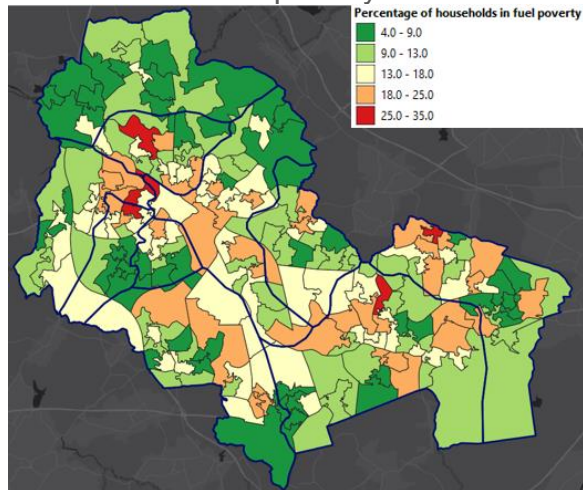 Percentage of households in fuel poverty
4.0 - 9.0
9.0 - 13.0
13.0 - 18.0
18.0 - 25.0
25.0 - 35.0